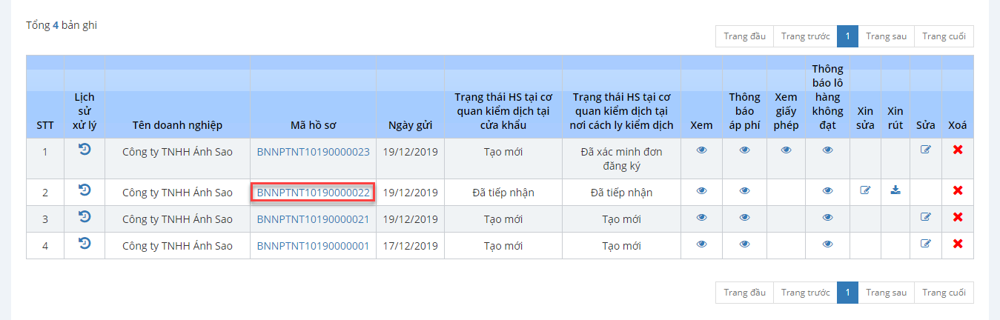 Tổng 4 bản ghi
Trang đầu Trang trước 1 Trang sau Trang cuối
STT
Lịch
sử
xử lý
Tên doanh nghiệp
Mã hồ sơ
Ngày gửi
Trạng thái HS tại cơ
quan kiểm dịch tại
cửa khẩu
Trạng thái HS tại cơ
quan kiểm dịch tại
nơi cách ly kiểm dịch
Xem
Thông
báo
áp phí
Xem
giấy
phép
Thông
báo lô
hàng
không
đạt
Xin
sửa
Xin
rút
Sửa
Xoá
1 Công ty TNHH Ánh Sao BNNPTNT10190000023 19/12/2019 Tạo mới Đã xác minh đơn
đăng ký
2 Công ty TNHH Ánh Sao BNNPTNT10190000022 19/12/2019 Đã tiếp nhận Đã tiếp nhận
3 Công ty TNHH Ánh Sao BNNPTNT10190000021 19/12/2019 Tạo mới Tạo mới
4 Công ty TNHH Ánh Sao BNNPTNT10190000001 17/12/2019 Tạo mới Tạo mới
Trang đầu Trang trước 1 Trang sau Trang cuối